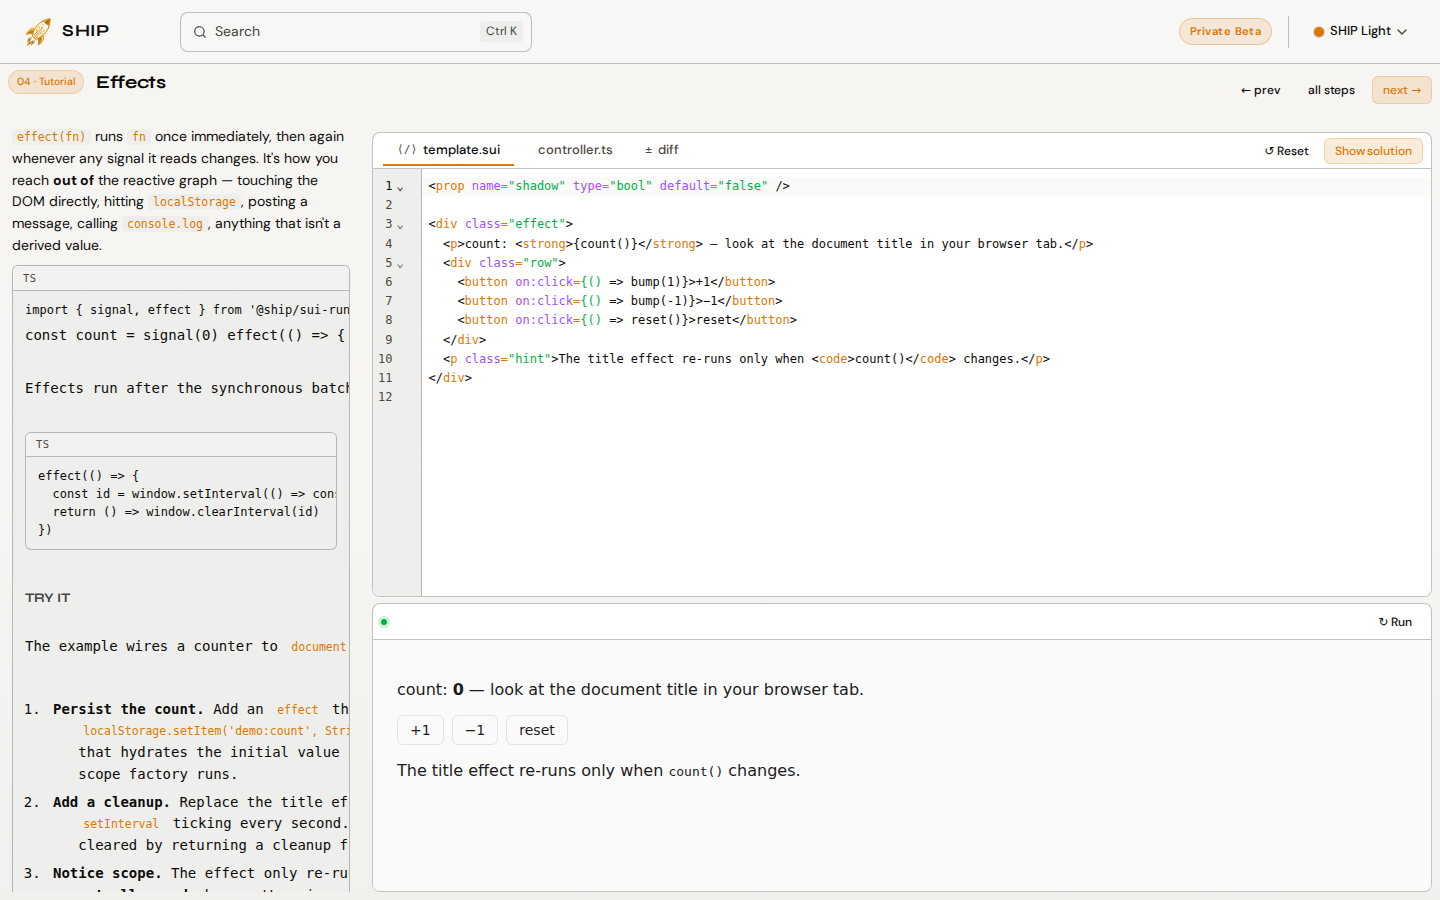 SHIP
Search
Ctrl K
Private Beta
SHIP Light
04 · Tutorial
Effects
← prev
all steps
next →
effect(fn) runs fn once immediately, then again
whenever any signal it reads changes. It's how you
reach out of the reactive graph — touching the
DOM directly, hitting localStorage, posting a
message, calling console.log, anything that isn't a
derived value.
TS
import { signal, effect } from '@ship/sui-run
const count = signal(0) effect(() => {
Effects run after the synchronous batch
TS
effect(() => {
  const id = window.setInterval(() => con
  return () => window.clearInterval(id)
})
TRY IT
The example wires a counter to document
1. Persist the count. Add an effect th
localStorage.setItem('demo:count', Stri
that hydrates the initial value
scope factory runs.
2. Add a cleanup. Replace the title ef
setInterval ticking every second.
cleared by returning a cleanup f
3. Notice scope. The effect only re-ru
template.sui
controller.ts
± diff
↺ Reset
Show solution
1 <prop name="shadow" type="bool" default="false" />
2
3 <div class="effect">
4   <p>count: <strong>{count()}</strong> — look at the document title in your browser tab.</p>
5   <div class="row">
6     <button on:click={() => bump(1)}>+1</button>
7     <button on:click={() => bump(-1)}>−1</button>
8     <button on:click={() => reset()}>reset</button>
9   </div>
10   <p class="hint">The title effect re-runs only when <code>count()</code> changes.</p>
11 </div>
12
↻ Run
count: 0 — look at the document title in your browser tab.
+1
−1
reset
The title effect re-runs only when count() changes.